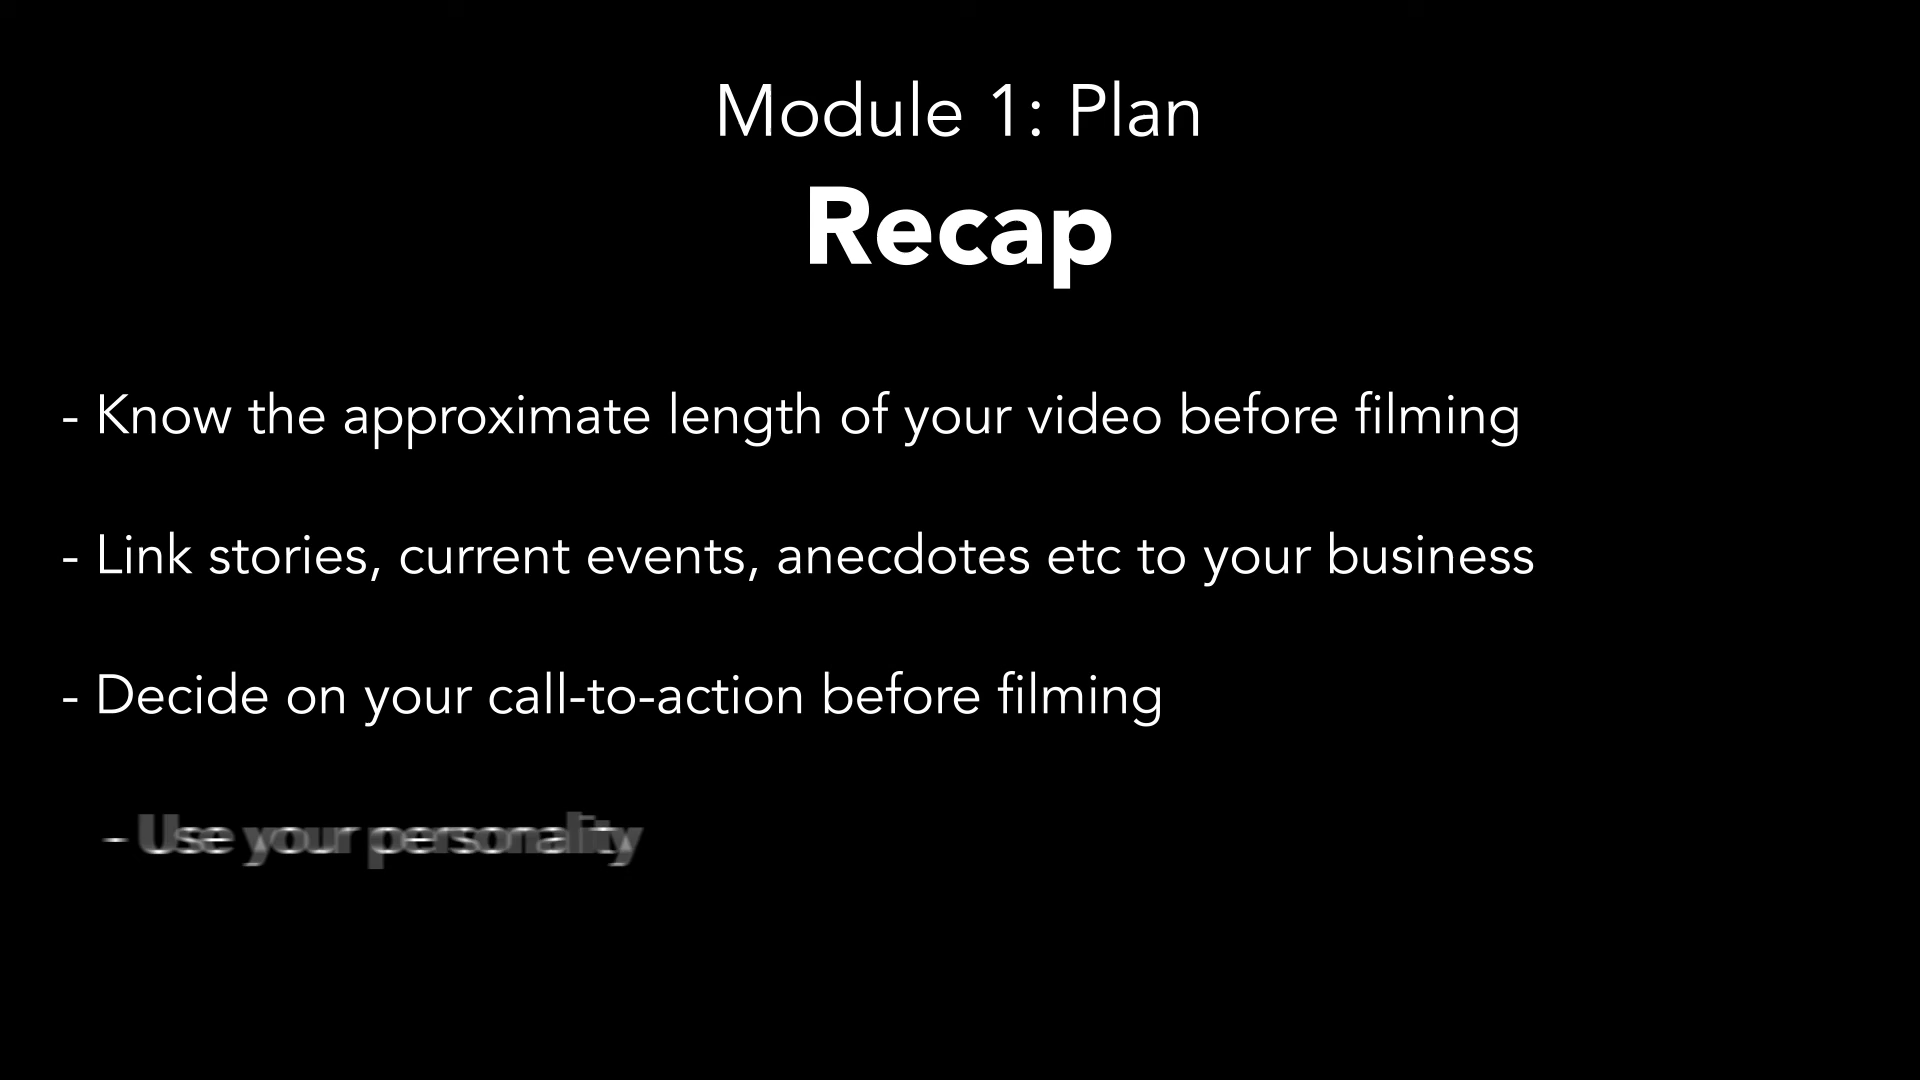 Module 1: Plan
Recap
- Know the approximate length of your video before filming
- Link stories, current events, anecdotes etc to your business
- Decide on your call-to-action before filming
- Use your personality